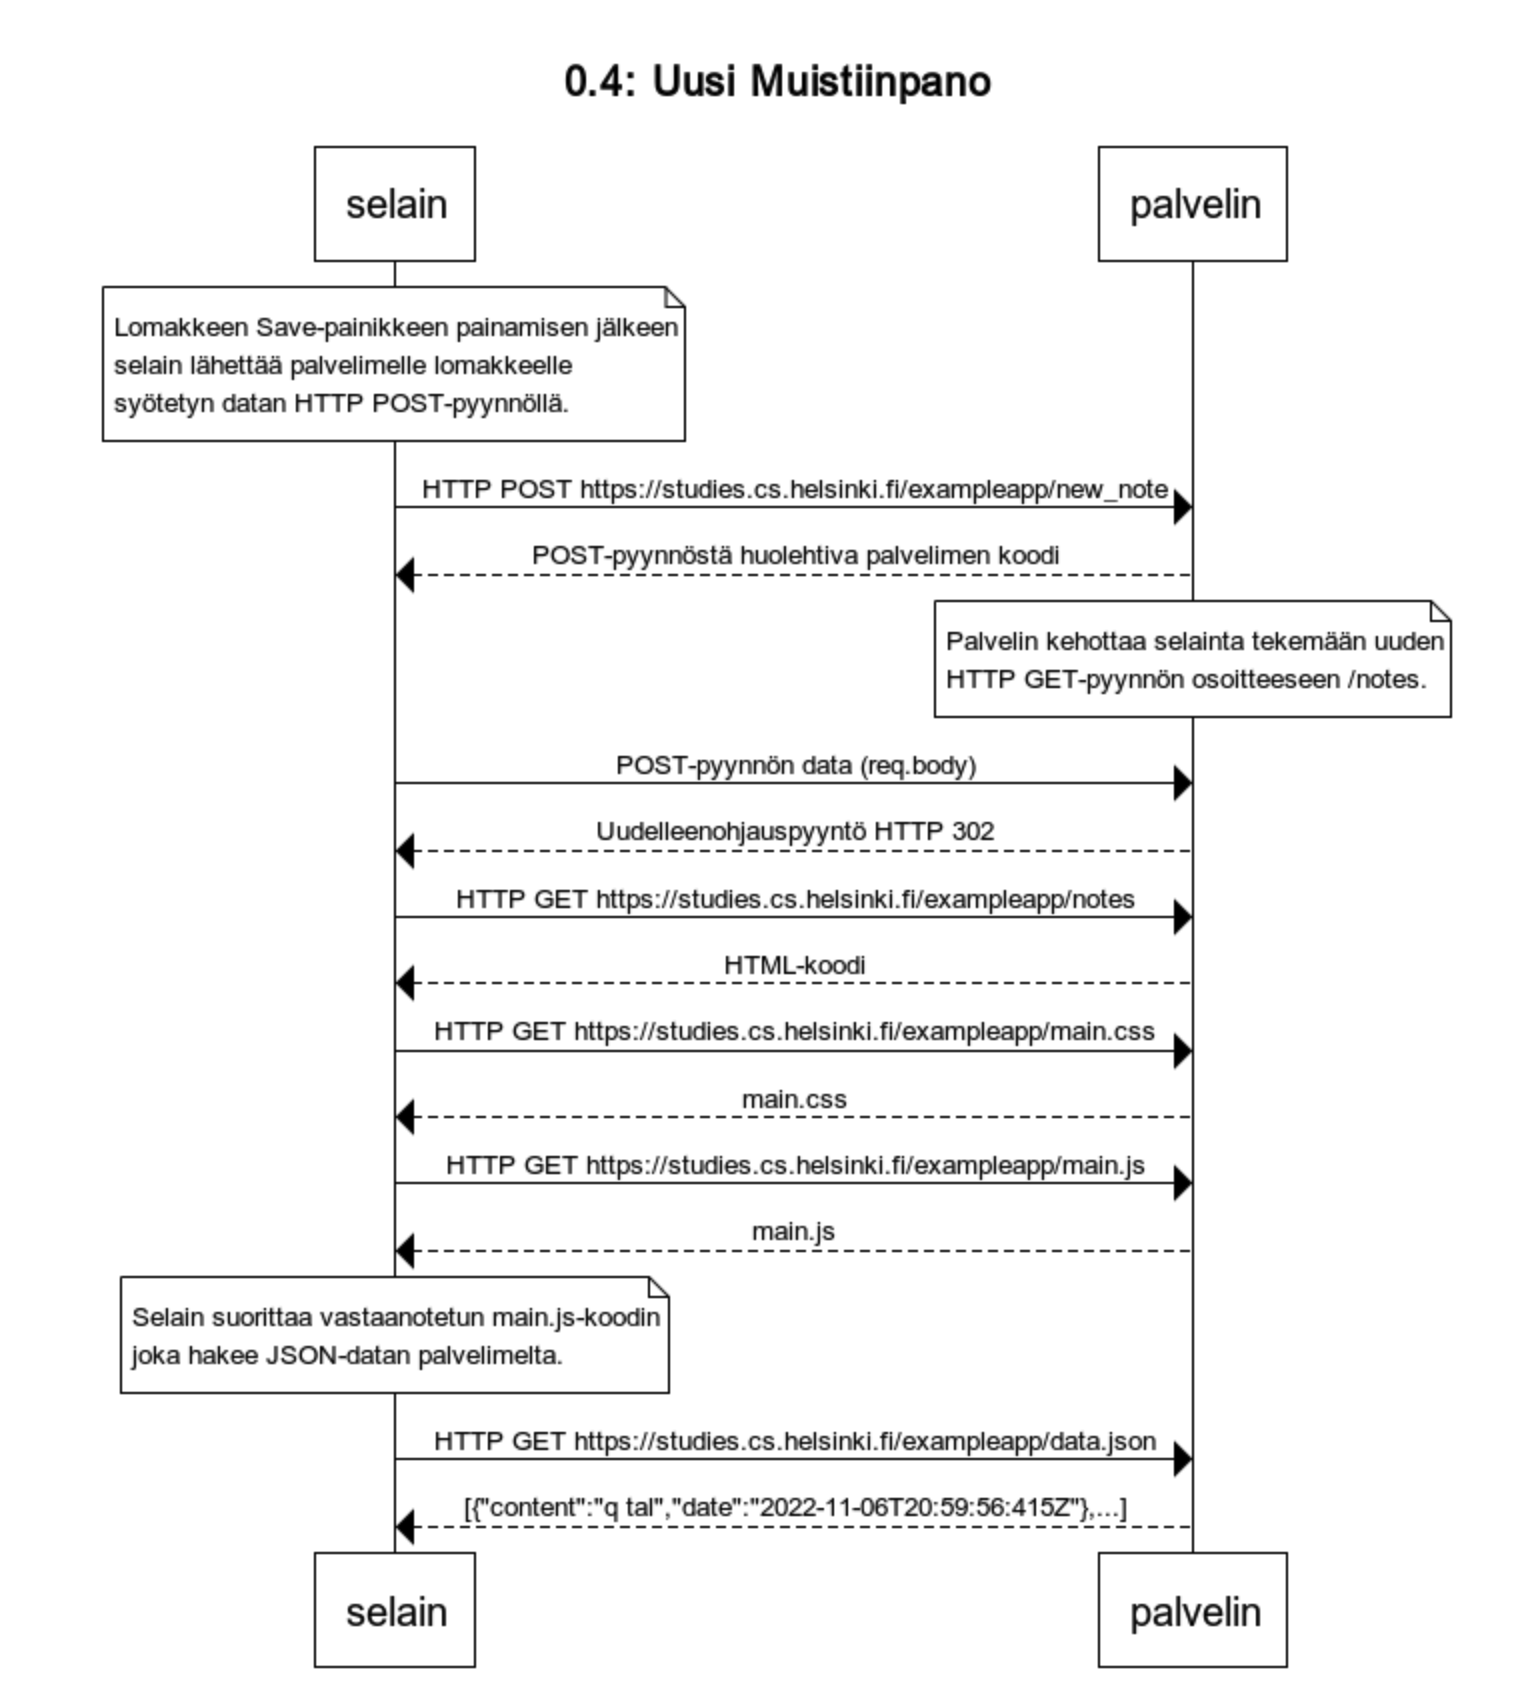 0.4: Uusi Muistiinpano
selain
palvelin
Lomakkeen Save-painikkeen painamisen jälkeen
selain lähettää palvelimelle lomakkeelle
syötetyn datan HTTP POST-pyynnöllä.
HTTP POST https://studies.cs.helsinki.fi/exampleapp/new_note
POST-pyynnöstä huolehtiva palvelimen koodi
Palvelin kehottaa selainta tekemään uuden
HTTP GET-pyynnön osoitteeseen /notes.
POST-pyynnön data (req.body)
Uudelleenohjauspyyntö HTTP 302
HTTP GET https://studies.cs.helsinki.fi/exampleapp/notes
HTML-koodi
HTTP GET https://studies.cs.helsinki.fi/exampleapp/main.css
main.css
HTTP GET https://studies.cs.helsinki.fi/exampleapp/main.js
main.js
Selain suorittaa vastaanotetun main.js-koodin
joka hakee JSON-datan palvelimelta.
HTTP GET https://studies.cs.helsinki.fi/exampleapp/data.json
[{"content":"q tal","date":"2022-11-06T20:59:56:415Z"},...]
selain
palvelin